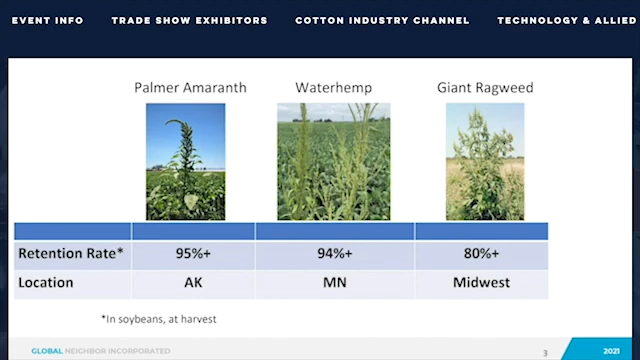 EVENT INFO TRADE SHOW EXHIBITORS COTTON INDUSTRY CHANNEL TECHNOLOGY & ALLIED
Palmer Amaranth Waterhemp Giant Ragweed
Retention Rate* 95%+ 94%+ 80%+
Location AK MN Midwest
*In soybeans, at harvest
GLOBAL NEIGHBOR INCORPORATED 3 2021